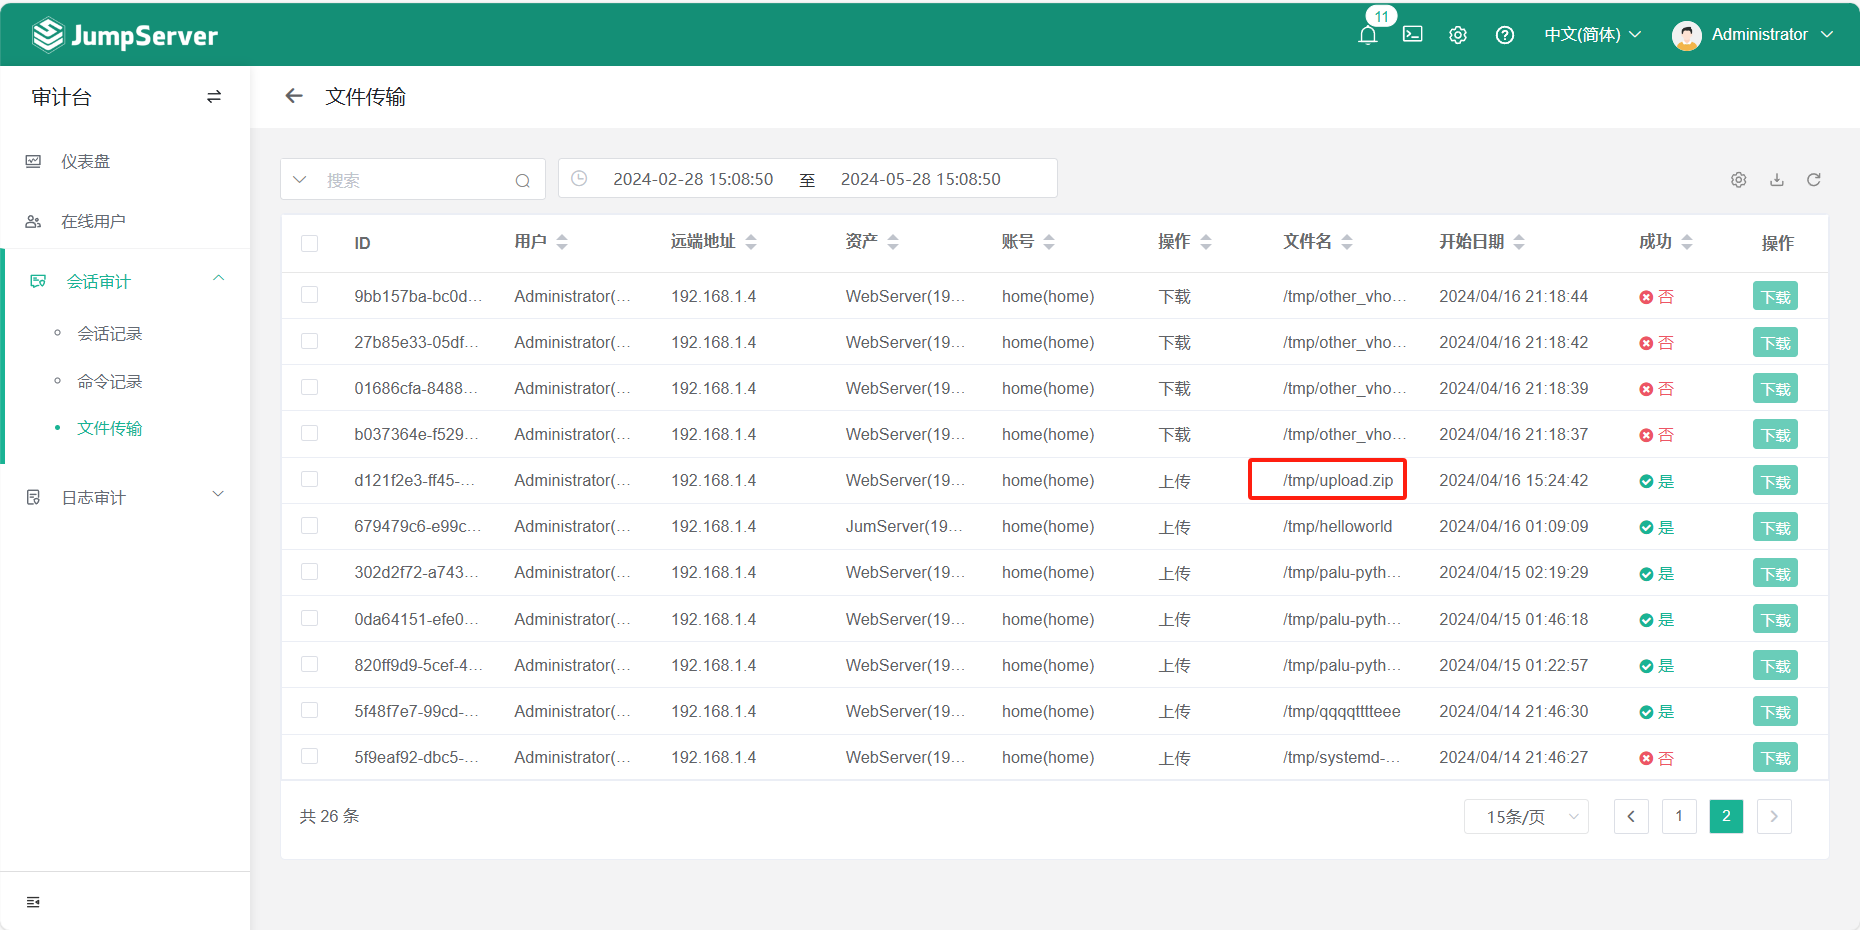 JumpServer
11
中文(简体)
Administrator
审计台
文件传输
仪表盘
在线用户
会话审计
会话记录
命令记录
文件传输
日志审计
搜索
2024-02-28 15:08:50 至 2024-05-28 15:08:50
ID 用户 远端地址 资产 账号 操作 文件名 开始日期 成功 操作
9bb157ba-bc0d... Administrator(... 192.168.1.4 WebServer(19... home(home) 下载 /tmp/other_vho... 2024/04/16 21:18:44 否 下载
27b85e33-05df... Administrator(... 192.168.1.4 WebServer(19... home(home) 下载 /tmp/other_vho... 2024/04/16 21:18:42 否 下载
01686cfa-8488... Administrator(... 192.168.1.4 WebServer(19... home(home) 下载 /tmp/other_vho... 2024/04/16 21:18:39 否 下载
b037364e-f529... Administrator(... 192.168.1.4 WebServer(19... home(home) 下载 /tmp/other_vho... 2024/04/16 21:18:37 否 下载
d121f2e3-ff45-... Administrator(... 192.168.1.4 WebServer(19... home(home) 上传 /tmp/upload.zip 2024/04/16 15:24:42 是 下载
679479c6-e99c... Administrator(... 192.168.1.4 JumServer(19... home(home) 上传 /tmp/helloworld 2024/04/16 01:09:09 是 下载
302d2f72-a743... Administrator(... 192.168.1.4 WebServer(19... home(home) 上传 /tmp/palu-pyth... 2024/04/15 02:19:29 是 下载
0da64151-efe0... Administrator(... 192.168.1.4 WebServer(19... home(home) 上传 /tmp/palu-pyth... 2024/04/15 01:46:18 是 下载
820ff9d9-5cef-4... Administrator(... 192.168.1.4 WebServer(19... home(home) 上传 /tmp/palu-pyth... 2024/04/15 01:22:57 是 下载
5f48f7e7-99cd-... Administrator(... 192.168.1.4 WebServer(19... home(home) 上传 /tmp/qqqqtttteee 2024/04/14 21:46:30 是 下载
5f9eaf92-dbc5-... Administrator(... 192.168.1.4 WebServer(19... home(home) 上传 /tmp/systemd-... 2024/04/14 21:46:27 否 下载
共 26 条
15条/页
1
2